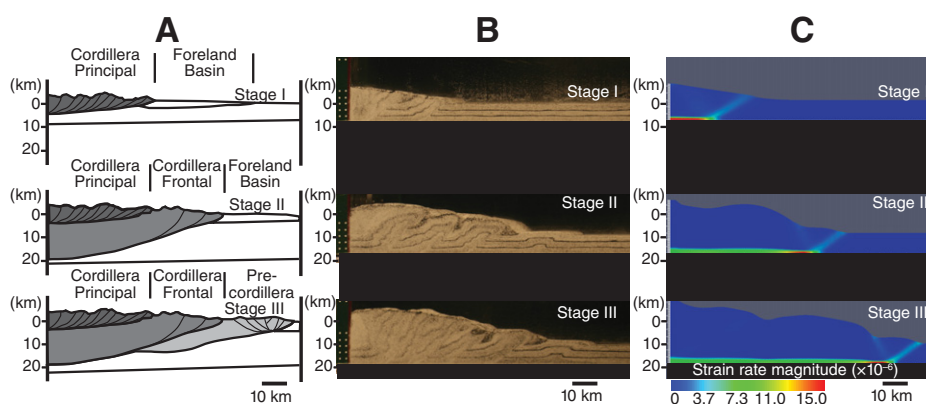 A
B
C
Cordillera Principal
Foreland Basin
(km)
0
10
20
Stage I
Cordillera Principal
Cordillera Frontal
Foreland Basin
(km)
0
10
20
Stage II
Cordillera Principal
Cordillera Frontal
Pre-cordillera
(km)
0
10
20
Stage III
10 km
(km)
0
10
Stage I
(km)
0
10
20
Stage II
(km)
0
10
20
Stage III
10 km
(km)
0
10
Stage I
(km)
0
10
20
Stage II
(km)
0
10
20
Stage III
Strain rate magnitude (×10⁻⁶)
0 3.7 7.3 11.0 15.0
10 km